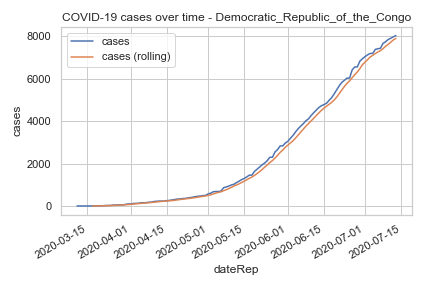 COVID-19 cases over time - Democratic_Republic_of_the_Congo
cases
cases (rolling)
8000
6000
4000
2000
0
cases
2020-03-15
2020-04-01
2020-04-15
2020-05-01
2020-05-15
2020-06-01
2020-06-15
2020-07-01
2020-07-15
dateRep